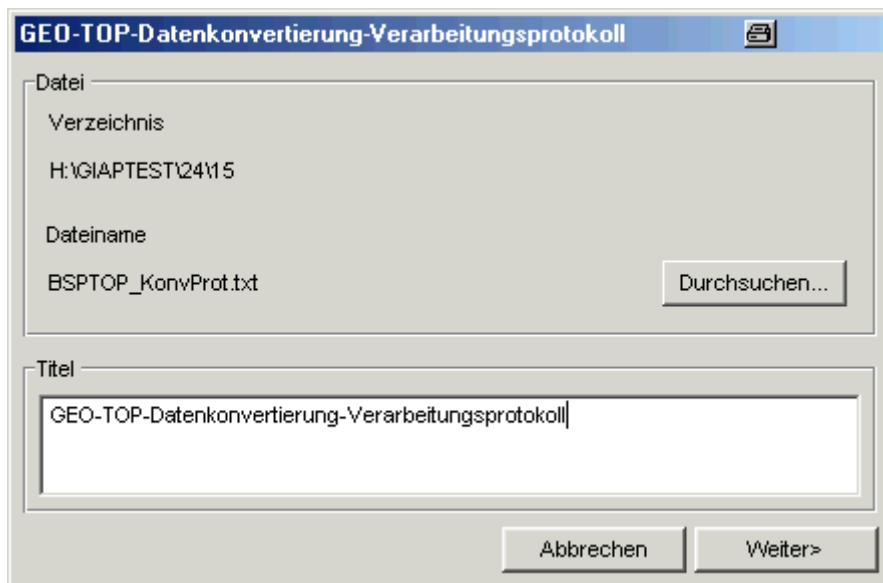 GEO-TOP-Datenkonvertierung-Verarbeitungsprotokoll
Datei
Verzeichnis
H:\GIAPTEST\24\15
Dateiname
BSPTOP_KonvProt.txt
Durchsuchen...
Titel
GEO-TOP-Datenkonvertierung-Verarbeitungsprotokoll
Abbrechen
Weiter>